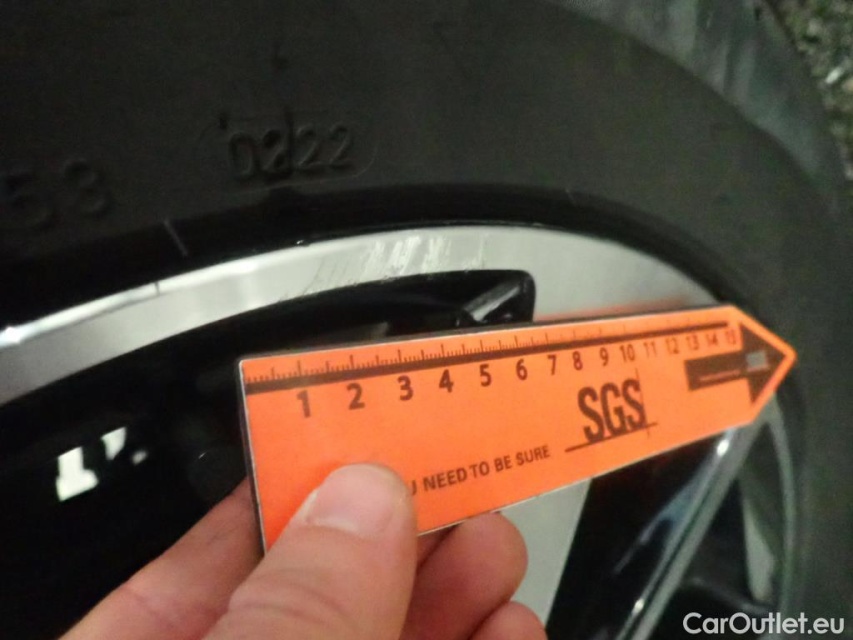 53
1 2 3 4 5 6 7 8 9 10 11 12 13 14 15
SGS
NEED TO BE SURE
CarOutlet.eu